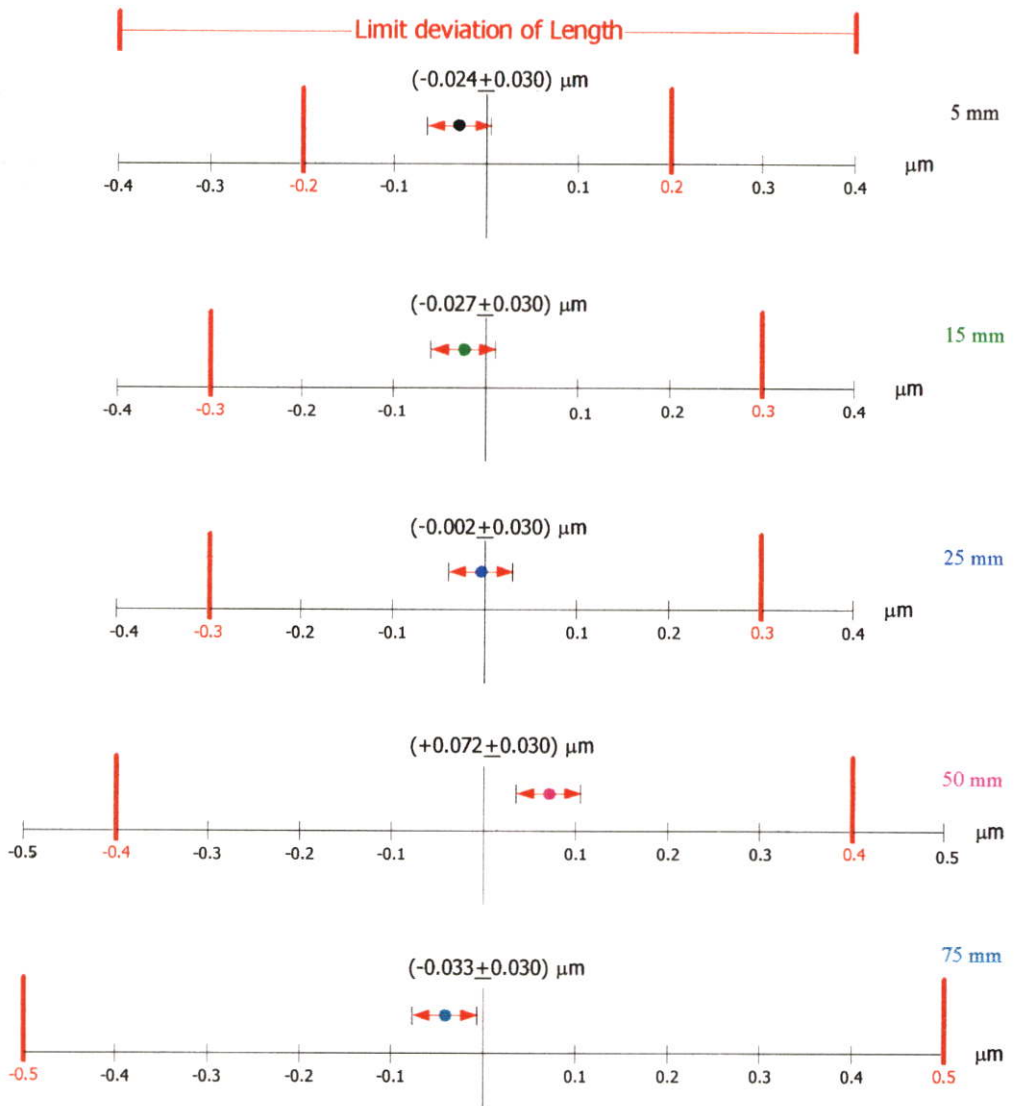 Limit deviation of Length
(-0.024±0.030) μm
5 mm
-0.4 -0.3 -0.2 -0.1 0.1 0.2 0.3 0.4 μm
(-0.027±0.030) μm
15 mm
-0.4 -0.3 -0.2 -0.1 0.1 0.2 0.3 0.4 μm
(-0.002±0.030) μm
25 mm
-0.4 -0.3 -0.2 -0.1 0.1 0.2 0.3 0.4 μm
(+0.072±0.030) μm
50 mm
-0.5 -0.4 -0.3 -0.2 -0.1 0.1 0.2 0.3 0.4 0.5 μm
75 mm
(-0.033±0.030) μm
-0.5 -0.4 -0.3 -0.2 -0.1 0.1 0.2 0.3 0.4 0.5 μm